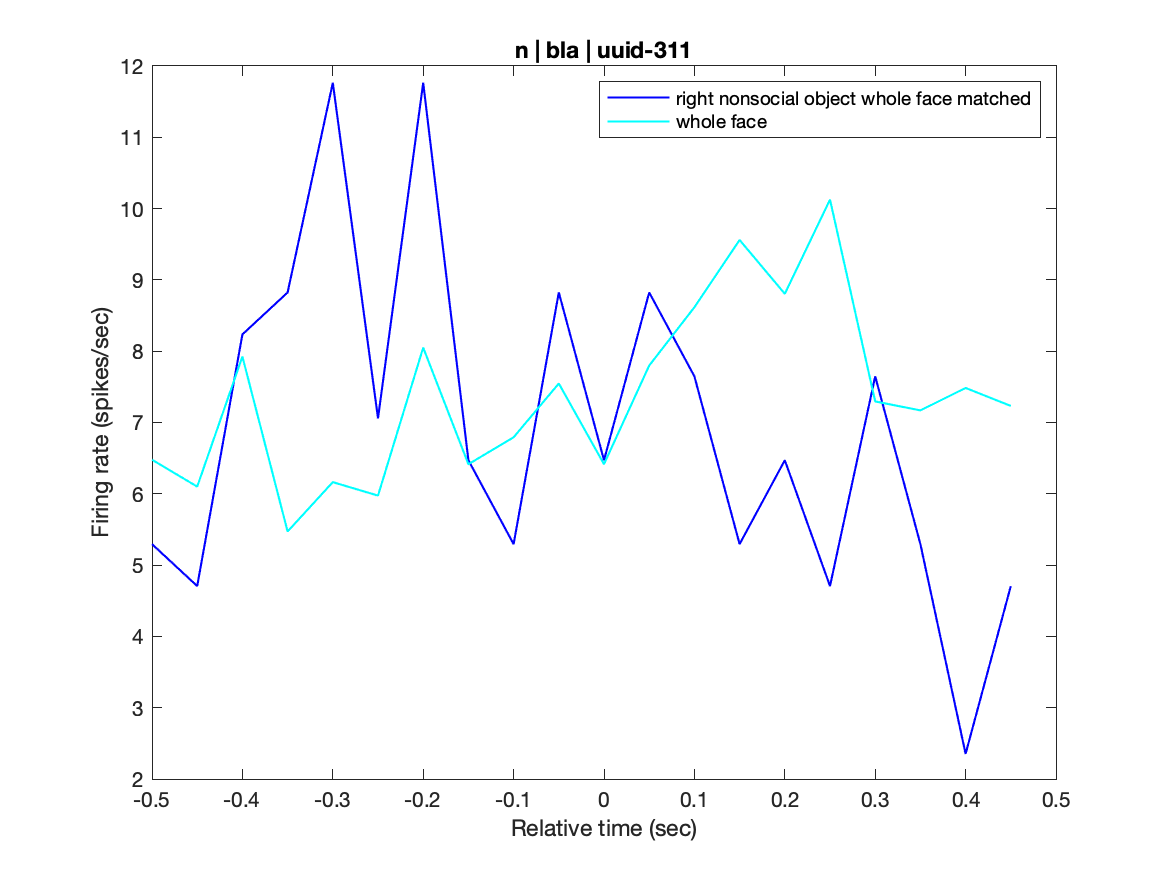 n | bla | uuid-311
right nonsocial object whole face matched
whole face
Firing rate (spikes/sec)
12
11
10
9
8
7
6
5
4
3
2
-0.5 -0.4 -0.3 -0.2 -0.1 0 0.1 0.2 0.3 0.4 0.5
Relative time (sec)